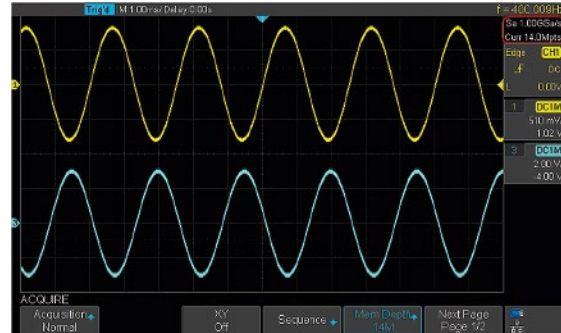 Trig'd M 1.00ms/ Delay 0.00s
f = 400.009Hz
Sa 1.00GSa/s
Curr 14.0Mpts
Edge CH1
DC
L 0.00V
1 DC1M
510 mV/
1.02 V
3 DC1M
2.00 V/
-4.00 V
ACQUIRE
Acquisition
Normal
XY
Off
Sequence
Mem Depth
14M
Next Page
Page 1/2